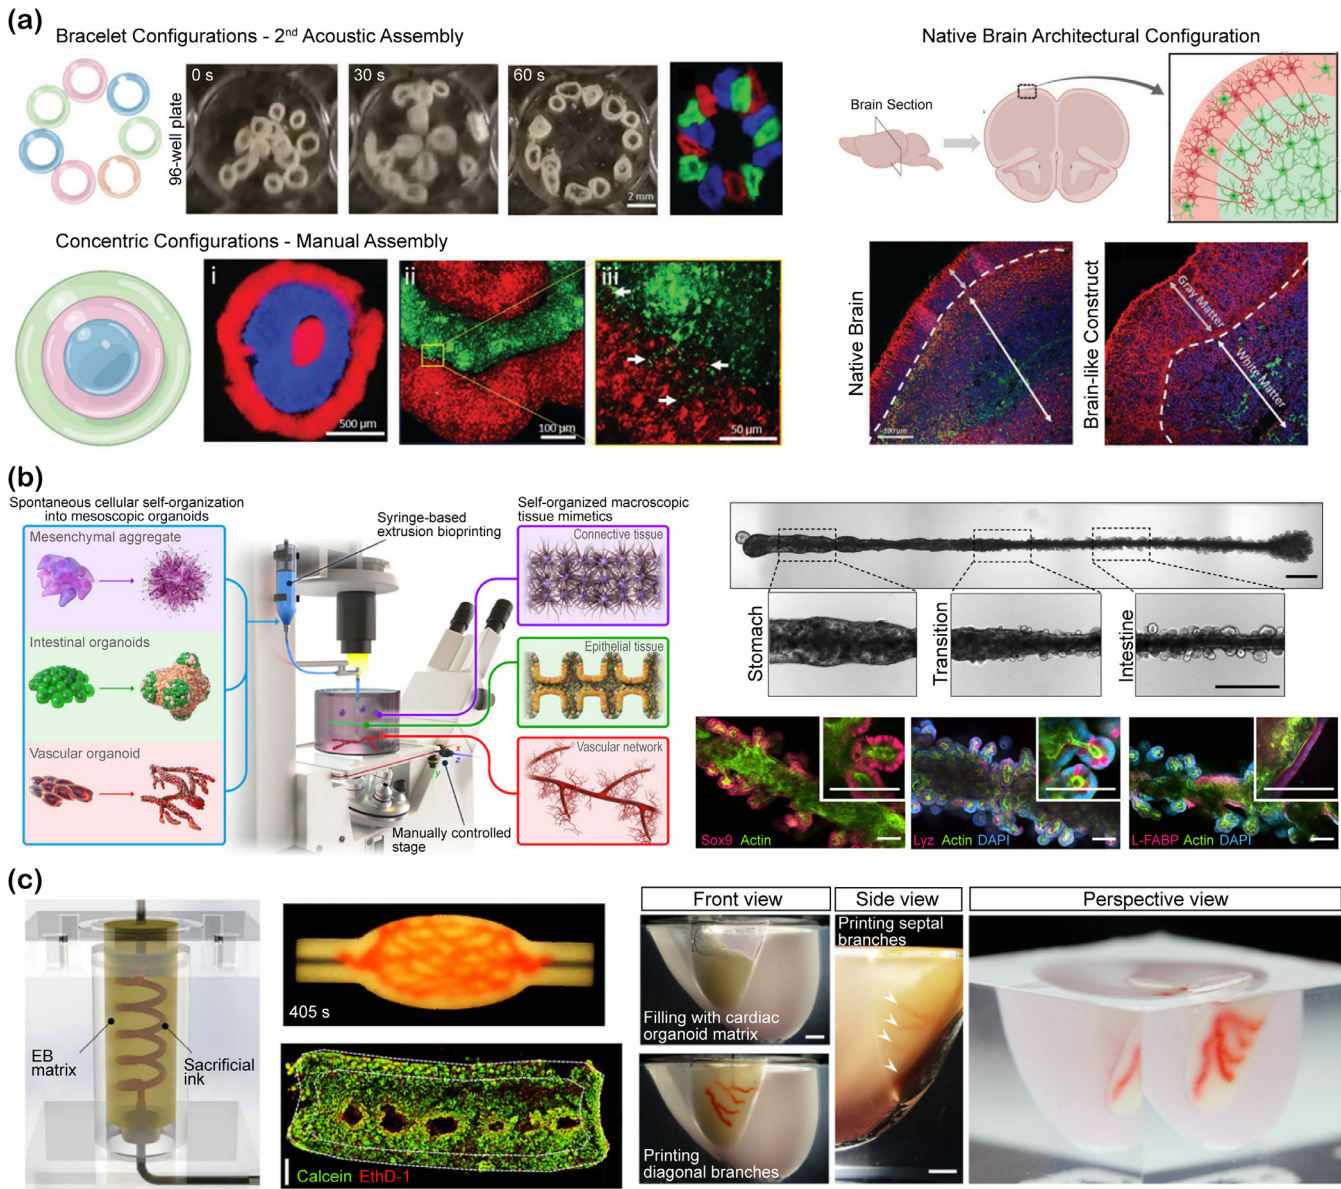 (a)
Bracelet Configurations - 2nd Acoustic Assembly
96-well plate
0 s
30 s
60 s
2 mm
Native Brain Architectural Configuration
Brain Section
Concentric Configurations - Manual Assembly
i
500 µm
ii
100 µm
iii
50 µm
Native Brain
100 µm
Brain-like Construct
Gray Matter
White Matter
(b)
Spontaneous cellular self-organization
into mesoscopic organoids
Mesenchymal aggregate
Intestinal organoids
Vascular organoid
Syringe-based
extrusion bioprinting
x
z
y
Manually controlled
stage
Self-organized macroscopic
tissue mimetics
Connective tissue
Epithelial tissue
Vascular network
Stomach
Transition
Intestine
Sox9 Actin
Lyz Actin DAPI
L-FABP Actin DAPI
(c)
EB
matrix
Sacrificial
ink
405 s
Calcein EthD-1
Front view
Filling with cardiac
organoid matrix
Printing
diagonal branches
Side view
Printing septal
branches
Perspective view